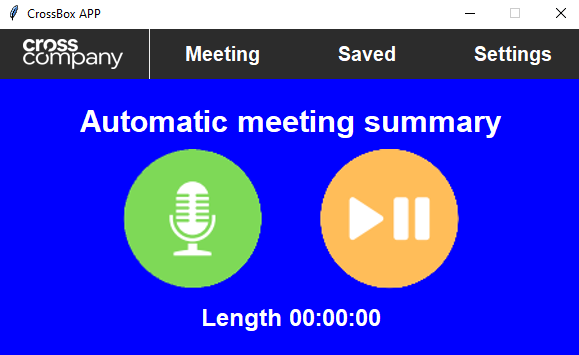 CrossBox APP
cross
company
Meeting
Saved
Settings
Automatic meeting summary
Length 00:00:00